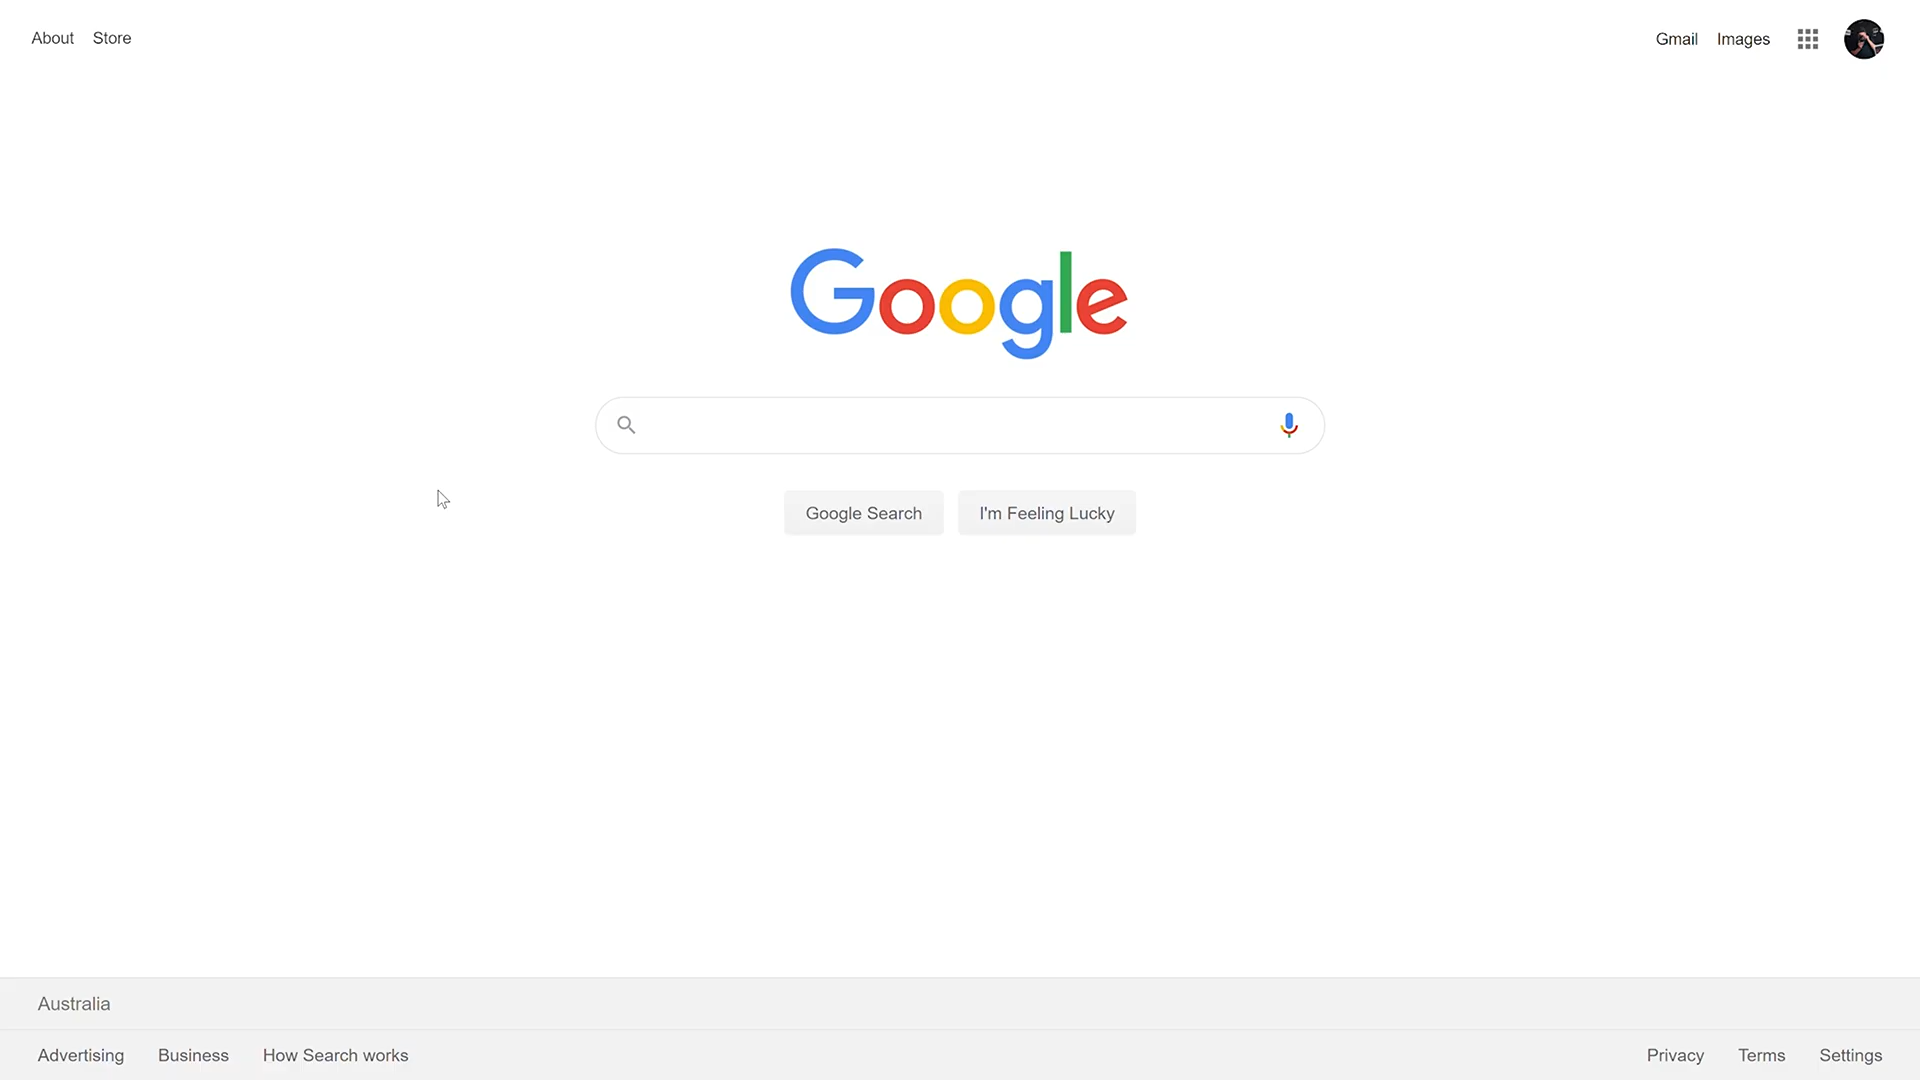 About Store Gmail Images
Google
Google Search I'm Feeling Lucky
Australia
Advertising Business How Search works Privacy Terms Settings